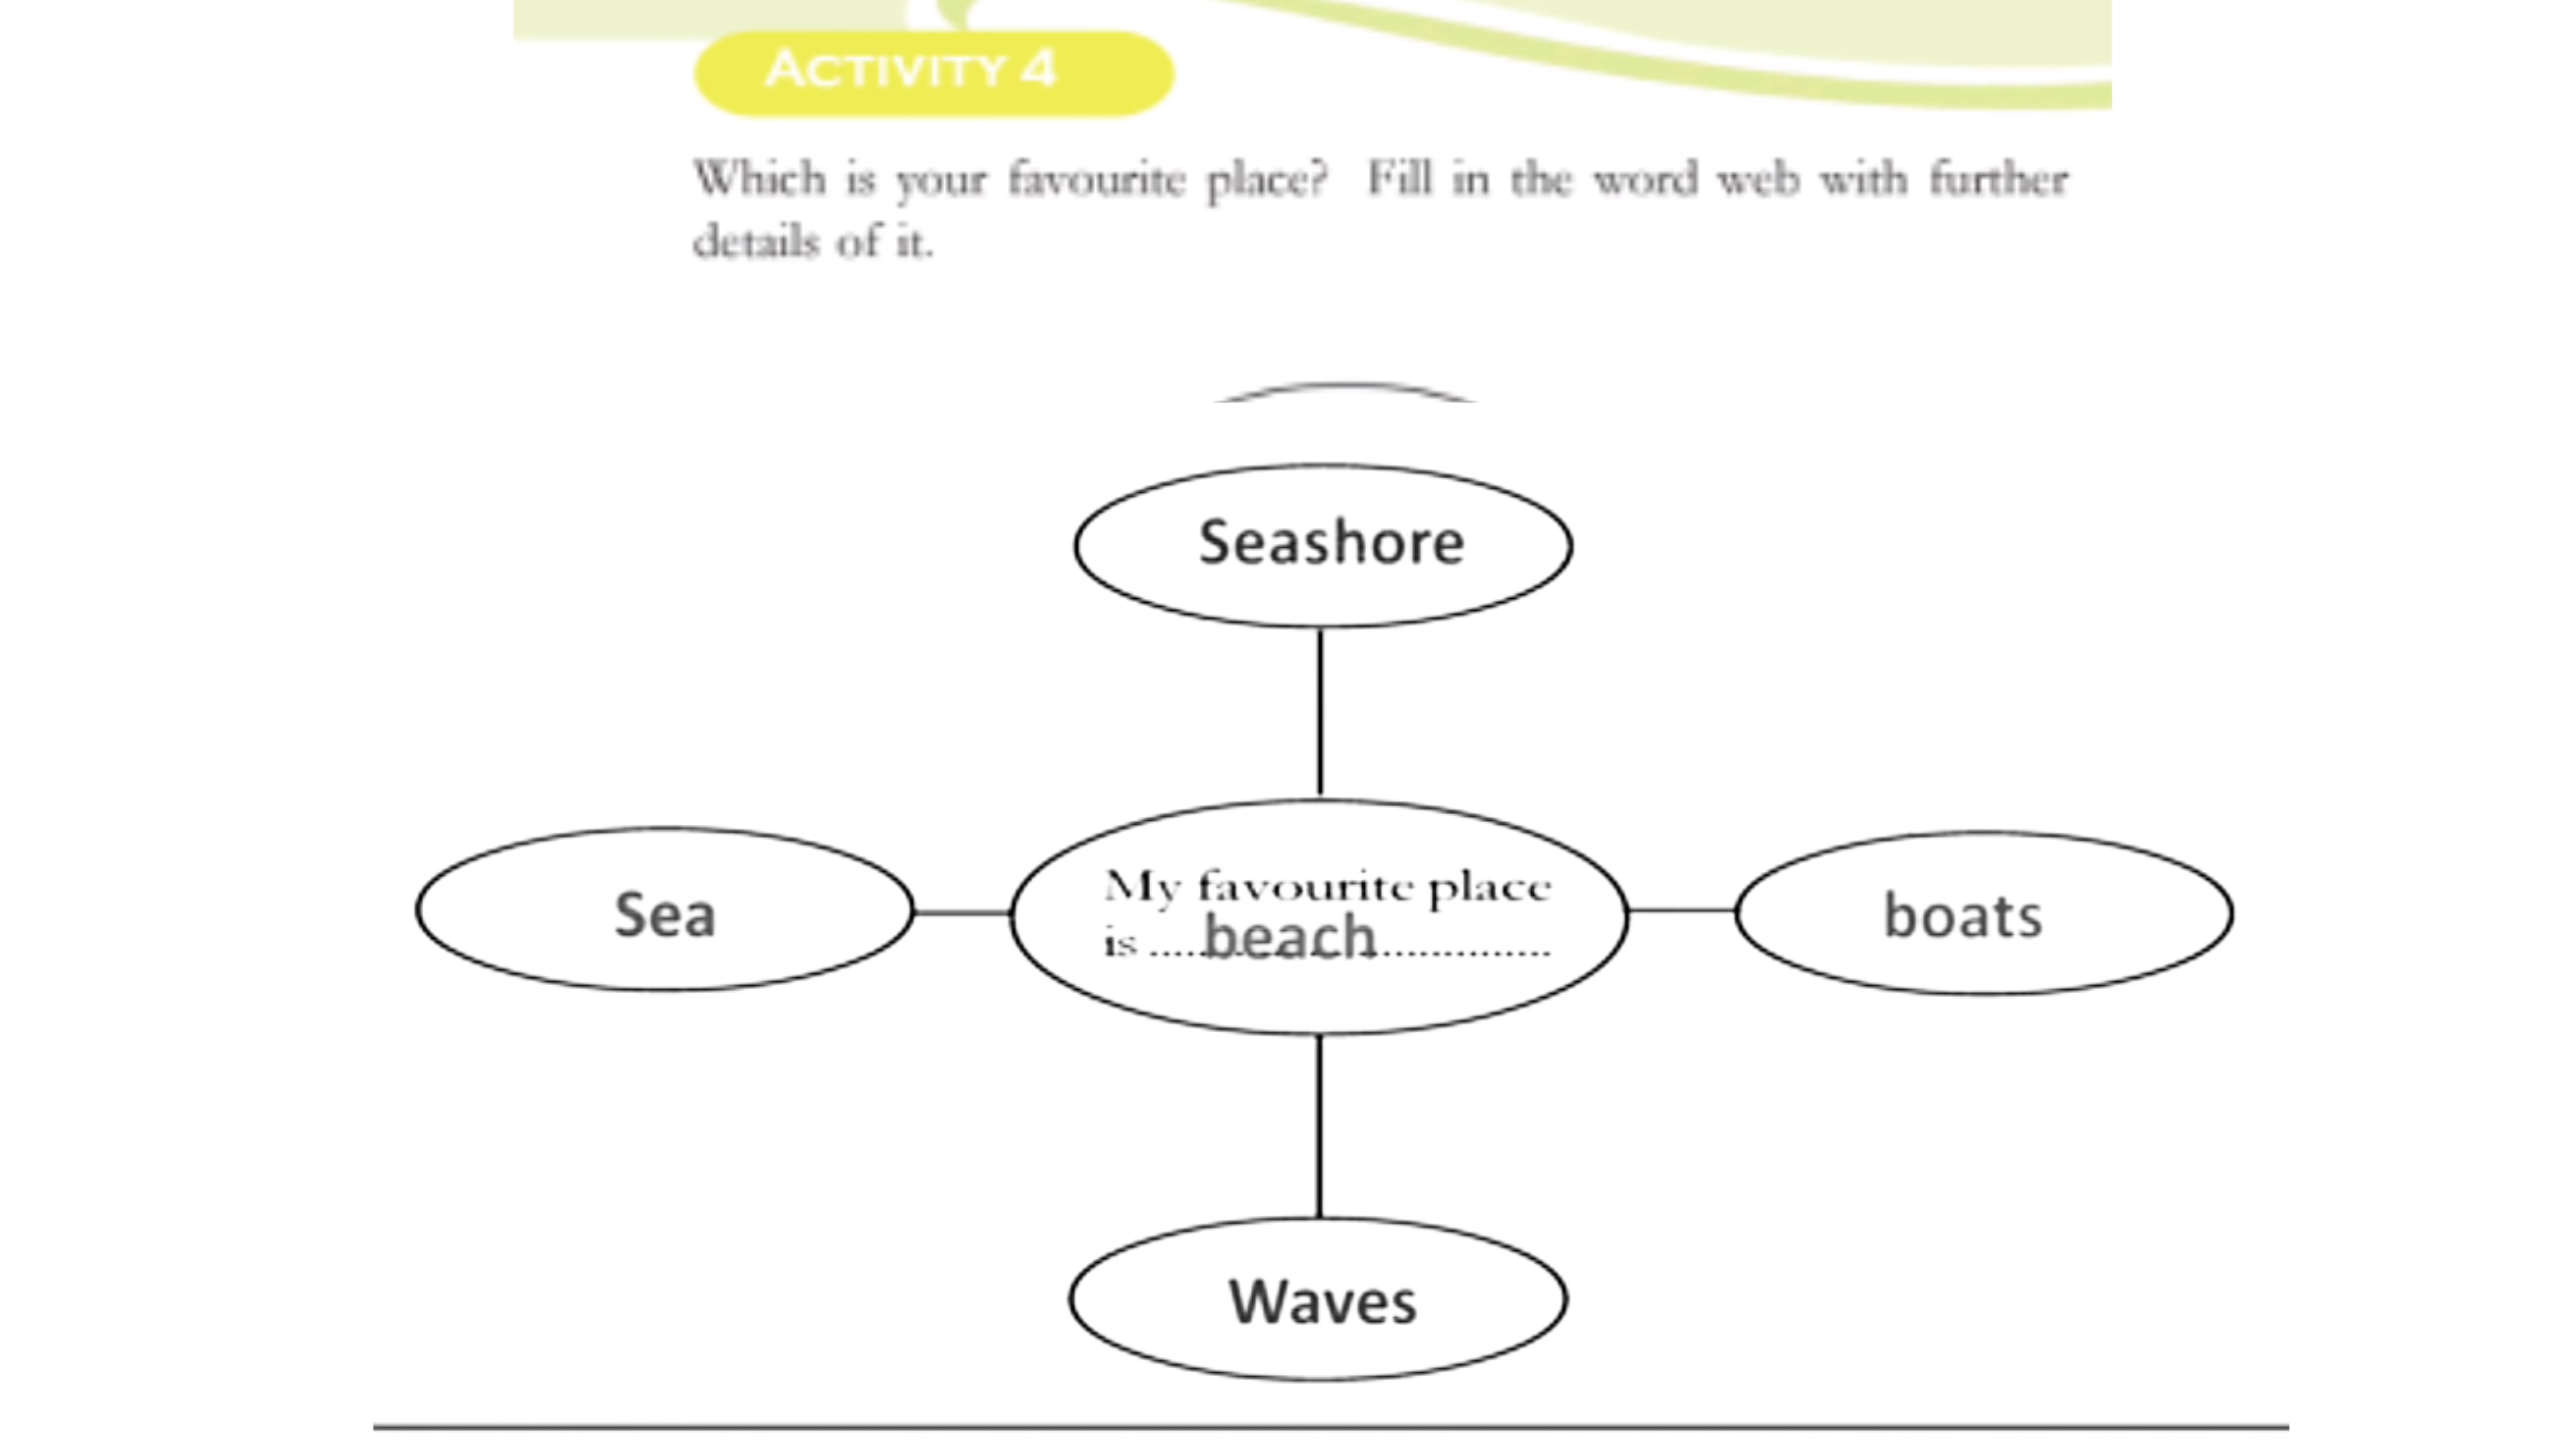 ACTIVITY 4
Which is your favourite place? Fill in the word web with further
details of it.
Seashore
Sea
My favourite place
is .....beach..................
boats
Waves